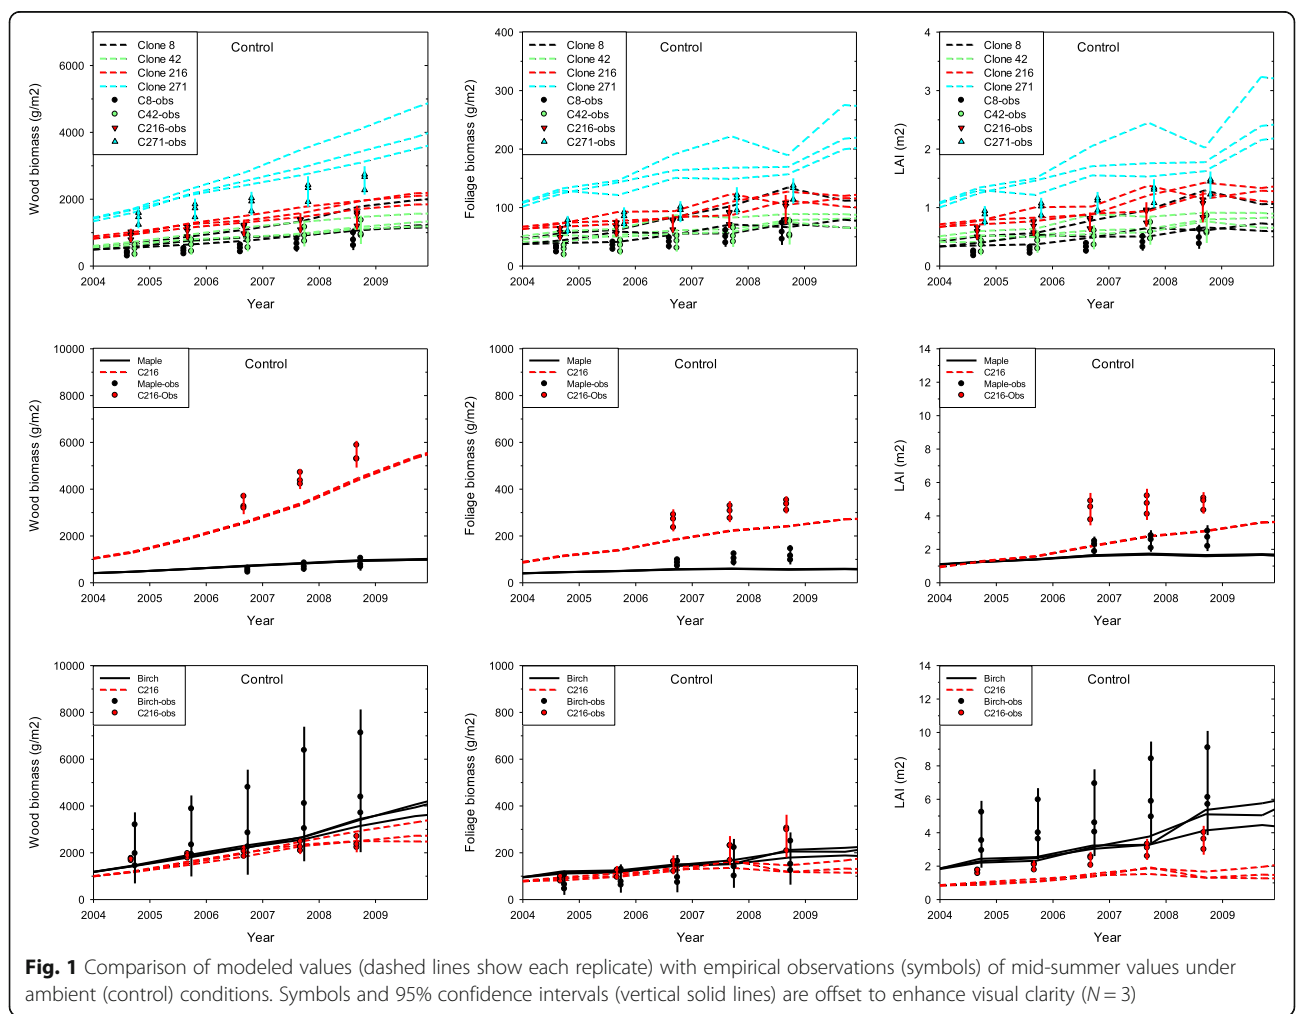 Wood biomass (g/m2)
6000
4000
2000
0
2004 2005 2006 2007 2008 2009
Year
Control
Clone 8
Clone 42
Clone 216
Clone 271
C8-obs
C42-obs
C216-obs
C271-obs
Foliage biomass (g/m2)
400
300
200
100
0
2004 2005 2006 2007 2008 2009
Year
Control
Clone 8
Clone 42
Clone 216
Clone 271
C8-obs
C42-obs
C216-obs
C271-obs
LAI (m2)
4
3
2
1
0
2004 2005 2006 2007 2008 2009
Year
Control
Clone 8
Clone 42
Clone 216
Clone 271
C8-obs
C42-obs
C216-obs
C271-obs
Wood biomass (g/m2)
10000
8000
6000
4000
2000
0
2004 2005 2006 2007 2008 2009
Year
Control
Maple
C216
Maple-obs
C216-Obs
Foliage biomass (g/m2)
1000
800
600
400
200
0
2004 2005 2006 2007 2008 2009
Year
Control
Maple
C216
Maple-obs
C216-Obs
LAI (m2)
14
12
10
8
6
4
2
0
2004 2005 2006 2007 2008 2009
Year
Control
Maple
C216
Maple-obs
C216-obs
Wood biomass (g/m2)
10000
8000
6000
4000
2000
0
2004 2005 2006 2007 2008 2009
Year
Control
Birch
C216
Birch-obs
C216-obs
Foliage biomass (g/m2)
1000
800
600
400
200
0
2004 2005 2006 2007 2008 2009
Year
Control
Birch
C216
Birch-obs
C216-obs
LAI (m2)
14
12
10
8
6
4
2
0
2004 2005 2006 2007 2008 2009
Year
Control
Birch
C216
Birch-obs
C216-obs
Fig. 1 Comparison of modeled values (dashed lines show each replicate) with empirical observations (symbols) of mid-summer values under
ambient (control) conditions. Symbols and 95% confidence intervals (vertical solid lines) are offset to enhance visual clarity (N = 3)